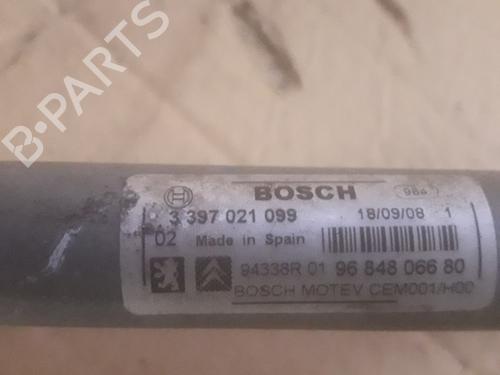 B-PARTS
BOSCH 984
3 397 021 099 18/09/08 1
02 Made in Spain
94338R 01 96 848 066 80
BOSCH MOTEV CEM001/H00